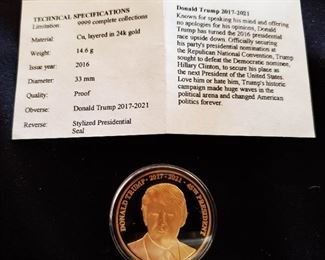 TECHNICAL SPECIFICATIONS
Limitation: 9999 complete collections
Metal: Cu, layered in 24k gold
Weight: 14.6 g
Issue year: 2016
Diameter: 33 mm
Quality: Proof
Obverse: Donald Trump 2017-2021
Reverse: Stylized Presidential
Seal
Donald Trump 2017-2021
Known for speaking his mind and offering
no apologies for his opinions, Donald
Trump has turned the 2016 presidential
race upside down. Officially securing
his party's presidential nomination at
the Republican National Convention, Trump
sought to defeat the Democratic nominee,
Hillary Clinton, to secure his place as
the next President of the United States.
Love him or hate him, Trump's historic
campaign made huge waves in the
political arena and changed American
politics forever.
DONALD TRUMP · 2017 - 2021 · 45TH PRESIDENT